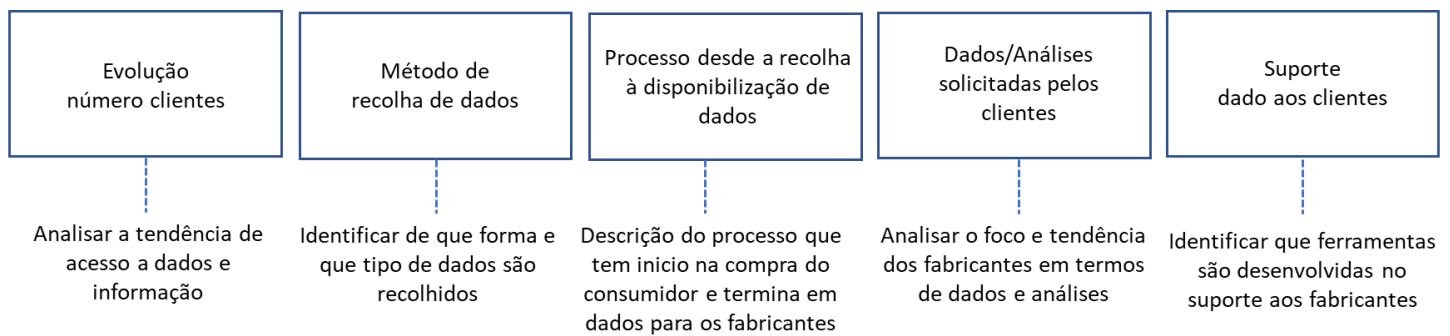 Evolução
número clientes
Método de
recolha de dados
Processo desde a recolha
à disponibilização de
dados
Dados/Análises
solicitadas pelos
clientes
Suporte
dado aos clientes
Analisar a tendência de
acesso a dados e
informação
Identificar de que forma e
que tipo de dados são
recolhidos
Descrição do processo que
tem inicio na compra do
consumidor e termina em
dados para os fabricantes
Analisar o foco e tendência
dos fabricantes em termos
de dados e análises
Identificar que ferramentas
são desenvolvidas no
suporte aos fabricantes